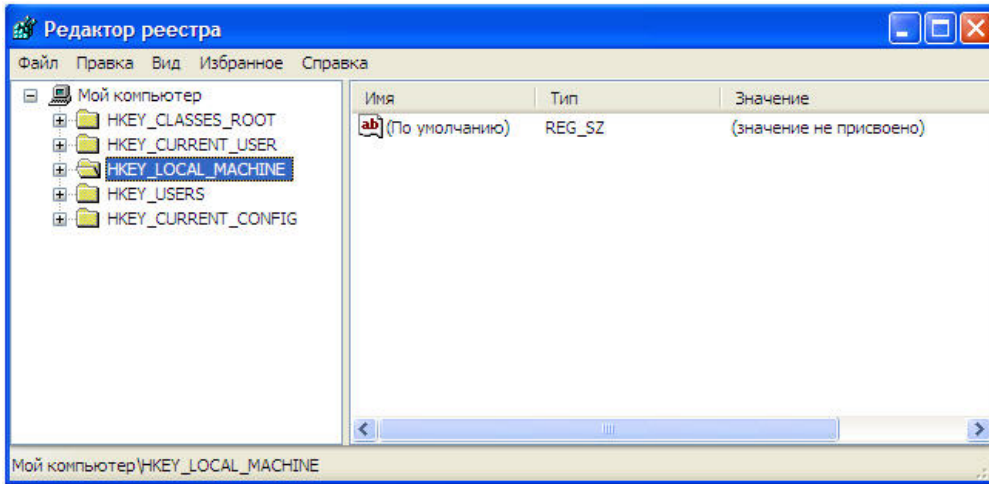 Редактор реестра
Файл Правка Вид Избранное Справка
Мой компьютер
HKEY_CLASSES_ROOT
HKEY_CURRENT_USER
HKEY_LOCAL_MACHINE
HKEY_USERS
HKEY_CURRENT_CONFIG
Имя Тип Значение
ab (По умолчанию) REG_SZ (значение не присвоено)
Мой компьютер\HKEY_LOCAL_MACHINE